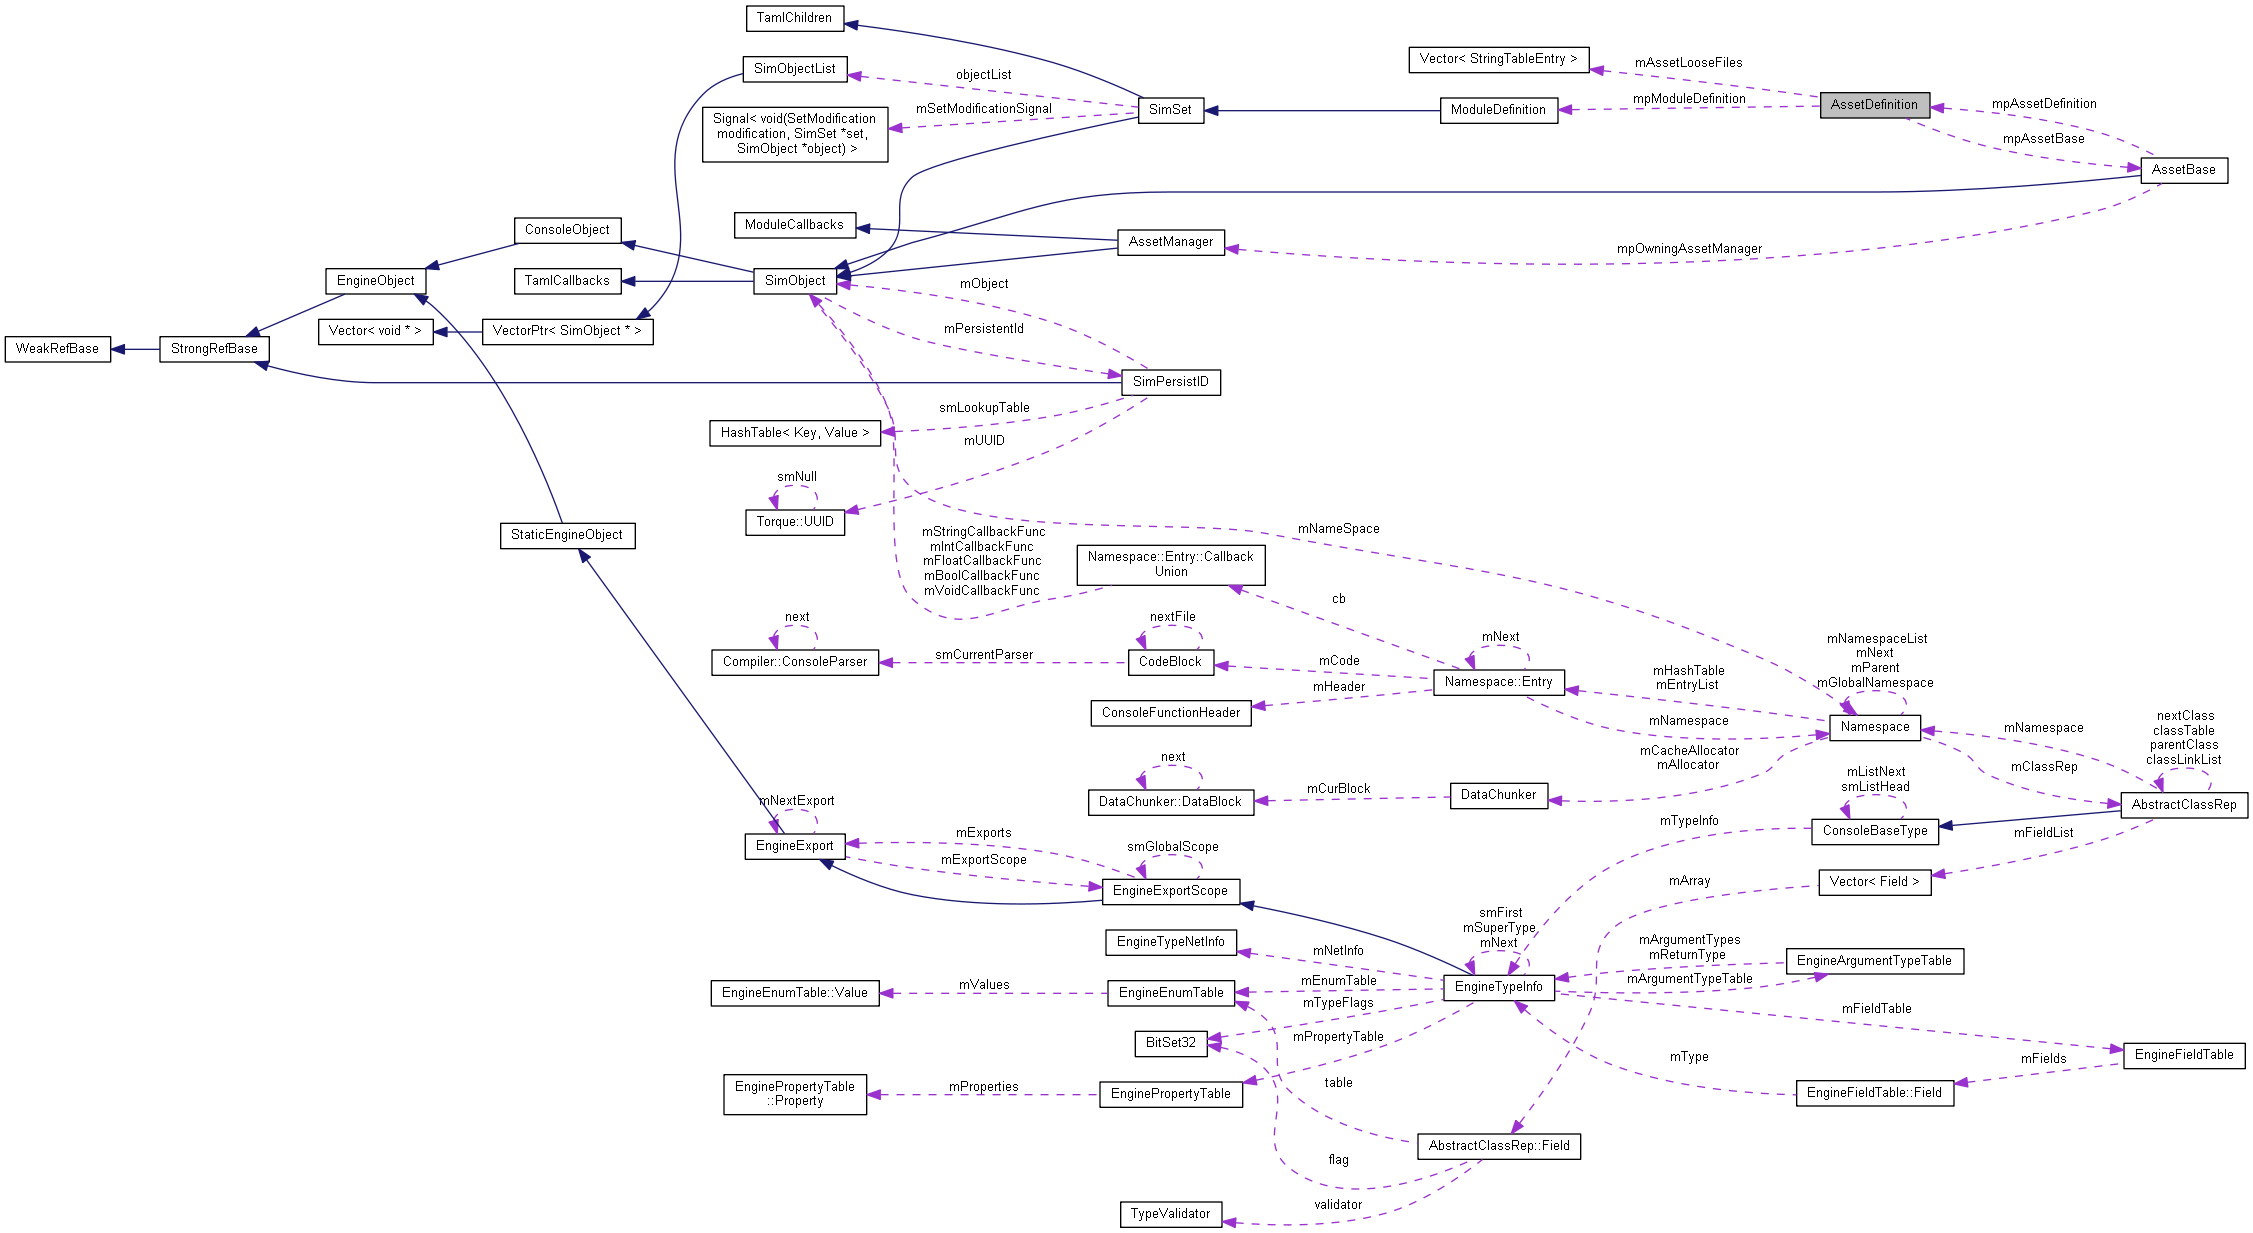 TamlChildren
SimObjectList
objectList
mSetModificationSignal
Signal< void(SetModification
modification, SimSet *set,
SimObject *object) >
SimSet
Vector< StringTableEntry >
mAssetLooseFiles
ModuleDefinition
mpModuleDefinition
AssetDefinition
mpAssetDefinition
mpAssetBase
AssetBase
ConsoleObject
ModuleCallbacks
AssetManager
mpOwningAssetManager
EngineObject
TamlCallbacks
SimObject
mObject
Vector< void * >
VectorPtr< SimObject * >
mPersistentId
WeakRefBase
StrongRefBase
SimPersistID
smLookupTable
HashTable< Key, Value >
mUUID
smNull
Torque::UUID
StaticEngineObject
mStringCallbackFunc
mIntCallbackFunc
mFloatCallbackFunc
mBoolCallbackFunc
mVoidCallbackFunc
Namespace::Entry::Callback
Union
mNameSpace
cb
next
Compiler::ConsoleParser
smCurrentParser
nextFile
CodeBlock
mCode
mNext
Namespace::Entry
mHeader
ConsoleFunctionHeader
mHashTable
mEntryList
mNamespace
mNamespaceList
mNext
mParent
mGlobalNamespace
Namespace
mCacheAllocator
mAllocator
mNamespace
mClassRep
nextClass
classTable
parentClass
classLinkList
AbstractClassRep
next
DataChunker::DataBlock
mCurBlock
DataChunker
mListNext
smListHead
ConsoleBaseType
mTypeInfo
mFieldList
mNextExport
EngineExport
mExports
mExportScope
smGlobalScope
EngineExportScope
mArray
Vector< Field >
EngineTypeNetInfo
mNetInfo
smFirst
mSuperType
mNext
EngineTypeInfo
mArgumentTypes
mReturnType
mArgumentTypeTable
EngineArgumentTypeTable
EngineEnumTable::Value
mValues
EngineEnumTable
mEnumTable
mTypeFlags
BitSet32
mPropertyTable
mFieldTable
EngineFieldTable
mFields
mType
EngineFieldTable::Field
EnginePropertyTable
::Property
mProperties
EnginePropertyTable
table
AbstractClassRep::Field
flag
validator
TypeValidator